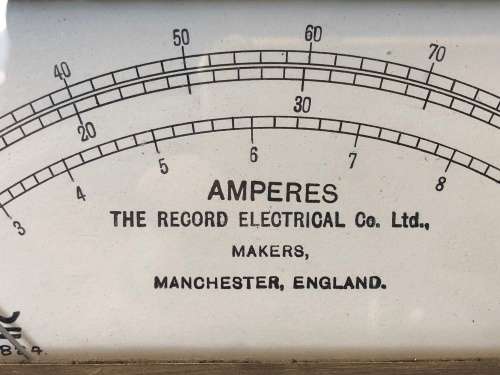 40 50 60 70
20 30
3 4 5 6 7 8
AMPERES
THE RECORD ELECTRICAL Co. Ltd.,
MAKERS,
MANCHESTER, ENGLAND.